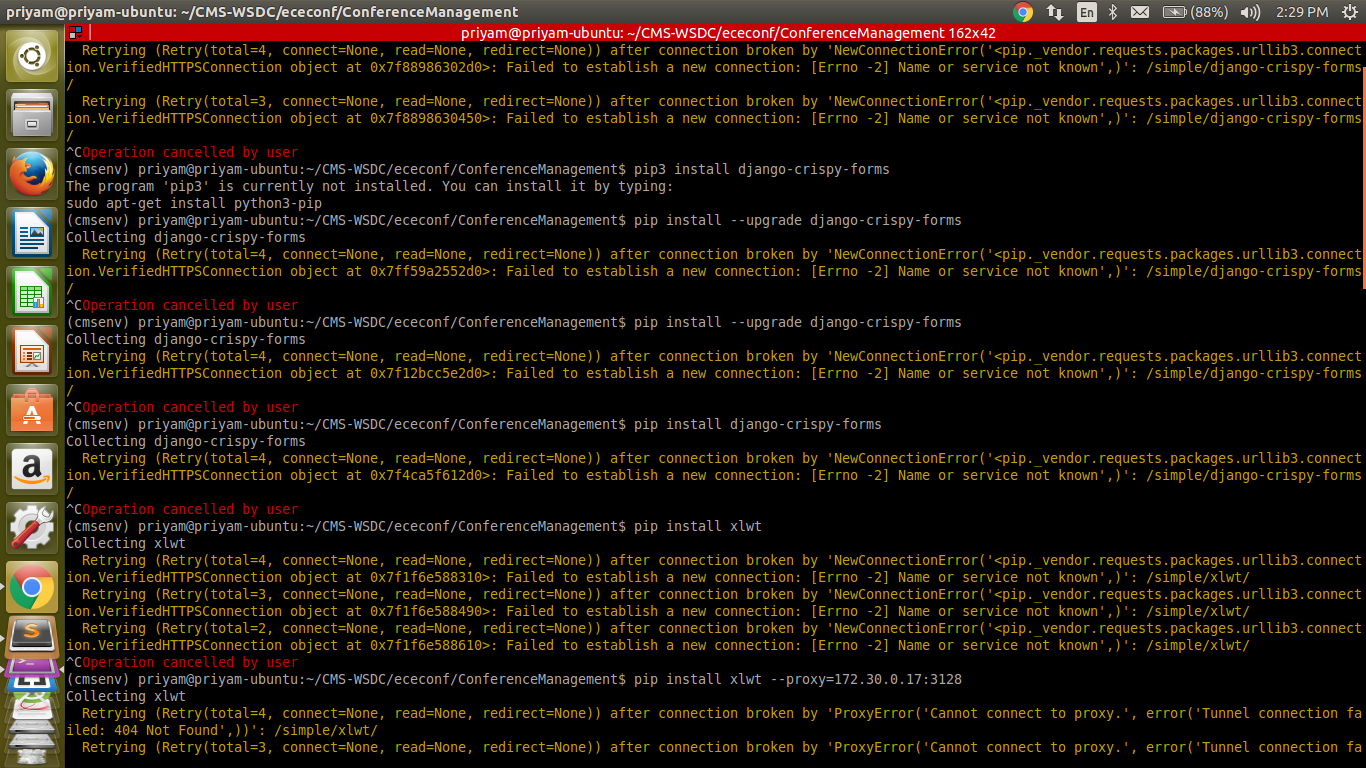 priyam@priyam-ubuntu: ~/CMS-WSDC/ececonf/ConferenceManagement
En
(88%)
2:29 PM
priyam@priyam-ubuntu: ~/CMS-WSDC/ececonf/ConferenceManagement 162x42
  Retrying (Retry(total=4, connect=None, read=None, redirect=None)) after connection broken by 'NewConnectionError('<pip._vendor.requests.packages.urllib3.connect
ion.VerifiedHTTPSConnection object at 0x7f88986302d0>: Failed to establish a new connection: [Errno -2] Name or service not known',)': /simple/django-crispy-forms
/
  Retrying (Retry(total=3, connect=None, read=None, redirect=None)) after connection broken by 'NewConnectionError('<pip._vendor.requests.packages.urllib3.connect
ion.VerifiedHTTPSConnection object at 0x7f8898630450>: Failed to establish a new connection: [Errno -2] Name or service not known',)': /simple/django-crispy-forms
/
^COperation cancelled by user
(cmsenv) priyam@priyam-ubuntu:~/CMS-WSDC/ececonf/ConferenceManagement$ pip3 install django-crispy-forms
The program 'pip3' is currently not installed. You can install it by typing:
sudo apt-get install python3-pip
(cmsenv) priyam@priyam-ubuntu:~/CMS-WSDC/ececonf/ConferenceManagement$ pip install --upgrade django-crispy-forms
Collecting django-crispy-forms
  Retrying (Retry(total=4, connect=None, read=None, redirect=None)) after connection broken by 'NewConnectionError('<pip._vendor.requests.packages.urllib3.connect
ion.VerifiedHTTPSConnection object at 0x7ff59a2552d0>: Failed to establish a new connection: [Errno -2] Name or service not known',)': /simple/django-crispy-forms
/
^COperation cancelled by user
(cmsenv) priyam@priyam-ubuntu:~/CMS-WSDC/ececonf/ConferenceManagement$ pip install --upgrade django-crispy-forms
Collecting django-crispy-forms
  Retrying (Retry(total=4, connect=None, read=None, redirect=None)) after connection broken by 'NewConnectionError('<pip._vendor.requests.packages.urllib3.connect
ion.VerifiedHTTPSConnection object at 0x7f12bcc5e2d0>: Failed to establish a new connection: [Errno -2] Name or service not known',)': /simple/django-crispy-forms
/
^COperation cancelled by user
(cmsenv) priyam@priyam-ubuntu:~/CMS-WSDC/ececonf/ConferenceManagement$ pip install django-crispy-forms
Collecting django-crispy-forms
  Retrying (Retry(total=4, connect=None, read=None, redirect=None)) after connection broken by 'NewConnectionError('<pip._vendor.requests.packages.urllib3.connect
ion.VerifiedHTTPSConnection object at 0x7f4ca5f612d0>: Failed to establish a new connection: [Errno -2] Name or service not known',)': /simple/django-crispy-forms
/
^COperation cancelled by user
(cmsenv) priyam@priyam-ubuntu:~/CMS-WSDC/ececonf/ConferenceManagement$ pip install xlwt
Collecting xlwt
  Retrying (Retry(total=4, connect=None, read=None, redirect=None)) after connection broken by 'NewConnectionError('<pip._vendor.requests.packages.urllib3.connect
ion.VerifiedHTTPSConnection object at 0x7f1f6e588310>: Failed to establish a new connection: [Errno -2] Name or service not known',)': /simple/xlwt/
  Retrying (Retry(total=3, connect=None, read=None, redirect=None)) after connection broken by 'NewConnectionError('<pip._vendor.requests.packages.urllib3.connect
ion.VerifiedHTTPSConnection object at 0x7f1f6e588490>: Failed to establish a new connection: [Errno -2] Name or service not known',)': /simple/xlwt/
  Retrying (Retry(total=2, connect=None, read=None, redirect=None)) after connection broken by 'NewConnectionError('<pip._vendor.requests.packages.urllib3.connect
ion.VerifiedHTTPSConnection object at 0x7f1f6e588610>: Failed to establish a new connection: [Errno -2] Name or service not known',)': /simple/xlwt/
^COperation cancelled by user
(cmsenv) priyam@priyam-ubuntu:~/CMS-WSDC/ececonf/ConferenceManagement$ pip install xlwt --proxy=172.30.0.17:3128
Collecting xlwt
  Retrying (Retry(total=4, connect=None, read=None, redirect=None)) after connection broken by 'ProxyError('Cannot connect to proxy.', error('Tunnel connection fa
iled: 404 Not Found',))': /simple/xlwt/
  Retrying (Retry(total=3, connect=None, read=None, redirect=None)) after connection broken by 'ProxyError('Cannot connect to proxy.', error('Tunnel connection fa